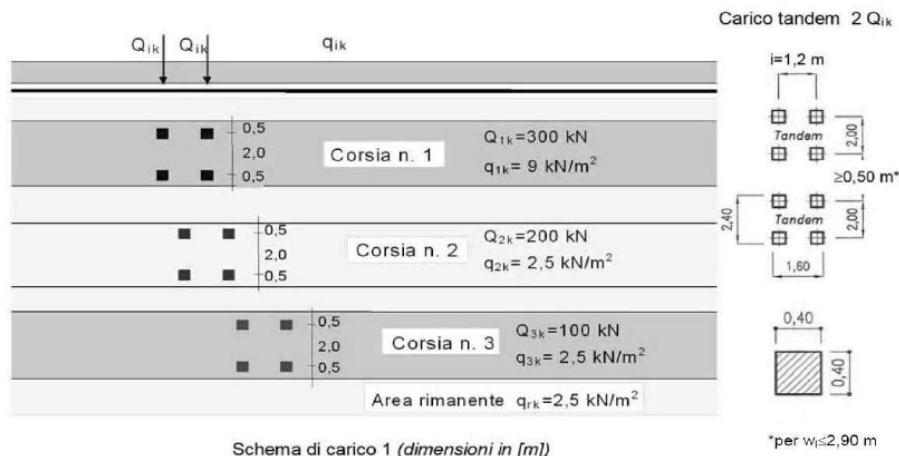 Carico tandem 2 Qik
Qik Qik qik
i=1,2 m
Tandem
2,00
≥0,50 m*
Tandem
2,00
2,40
1,60
0,5
2,0
0,5
Corsia n. 1
Q1k=300 kN
q1k= 9 kN/m²
0,5
2,0
0,5
Corsia n. 2
Q2k=200 kN
q2k= 2,5 kN/m²
0,5
2,0
0,5
Corsia n. 3
Q3k=100 kN
q3k= 2,5 kN/m²
Area rimanente qrk=2,5 kN/m²
0,40
0,40
*per wl≤2,90 m
Schema di carico 1 (dimensioni in [m])